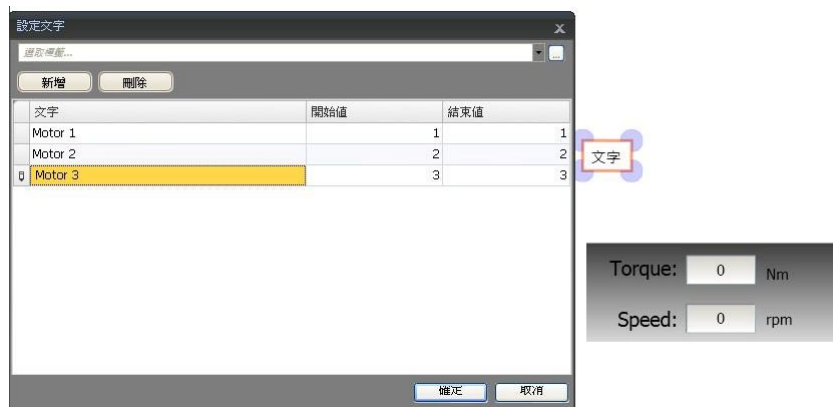 設定文字
x
選取標籤...
...
新增 刪除
文字 開始值 結束值
Motor 1 1 1
Motor 2 2 2
Motor 3 3 3
確定 取消
文字
Torque: 0 Nm
Speed: 0 rpm